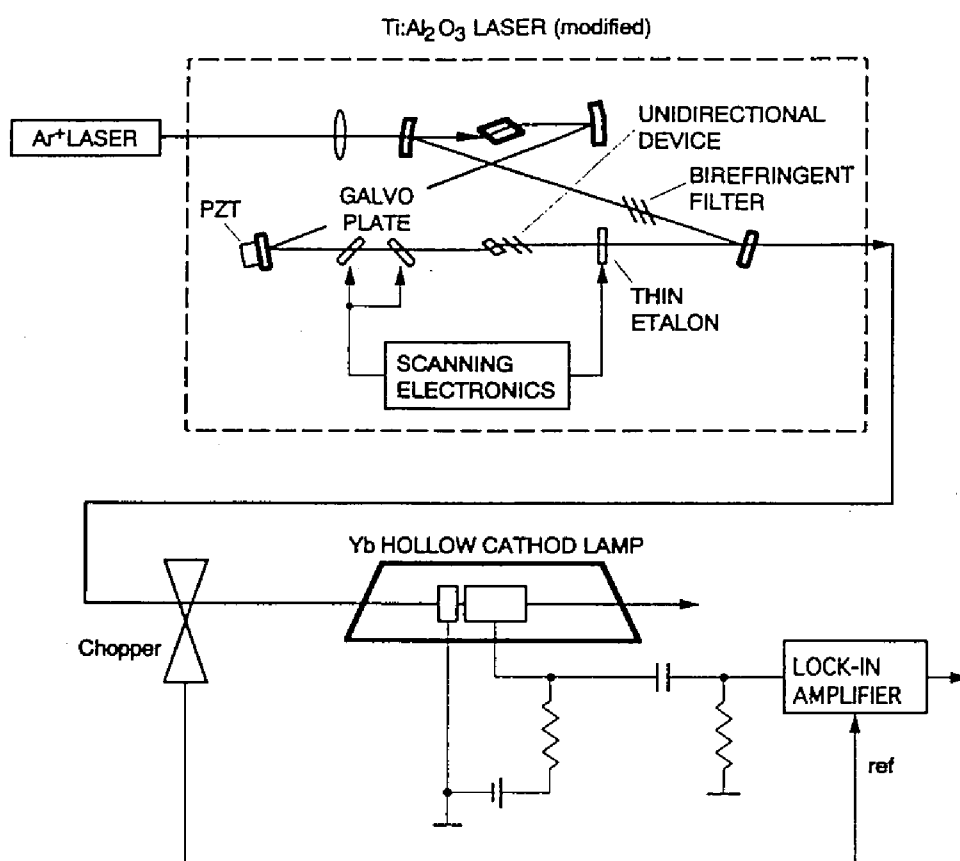 Ti:Al2O3 LASER (modified)
Ar+ LASER
UNIDIRECTIONAL
DEVICE
BIREFRINGENT
FILTER
GALVO
PLATE
PZT
THIN
ETALON
SCANNING
ELECTRONICS
Yb HOLLOW CATHOD LAMP
Chopper
LOCK-IN
AMPLIFIER
ref